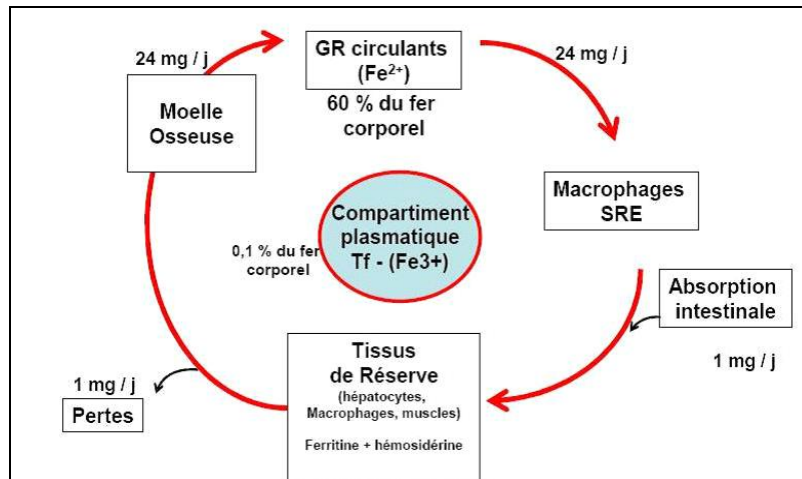 24 mg / j
GR circulants
(Fe²⁺)
60 % du fer
corporel
24 mg / j
Moelle
Osseuse
Macrophages
SRE
Compartiment
plasmatique
Tf - (Fe3+)
0,1 % du fer
corporel
Absorption
intestinale
1 mg / j
Tissus
de Réserve
(hépatocytes,
Macrophages, muscles)
Ferritine + hémosidérine
1 mg / j
Pertes